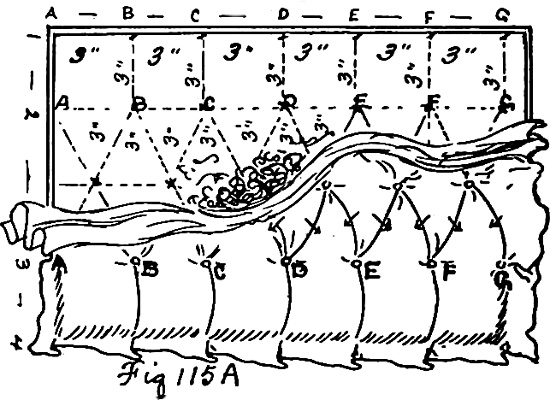 A — B — C — D — E — F — G
1 — 2 — 3 — 4
3" 3" 3" 3" 3" 3"
3" 3" 3" 3" 3" 3"
A B C D E F G
3" 3" 3" 3" 3" 3" 3"
B C D E F G
Fig 115A